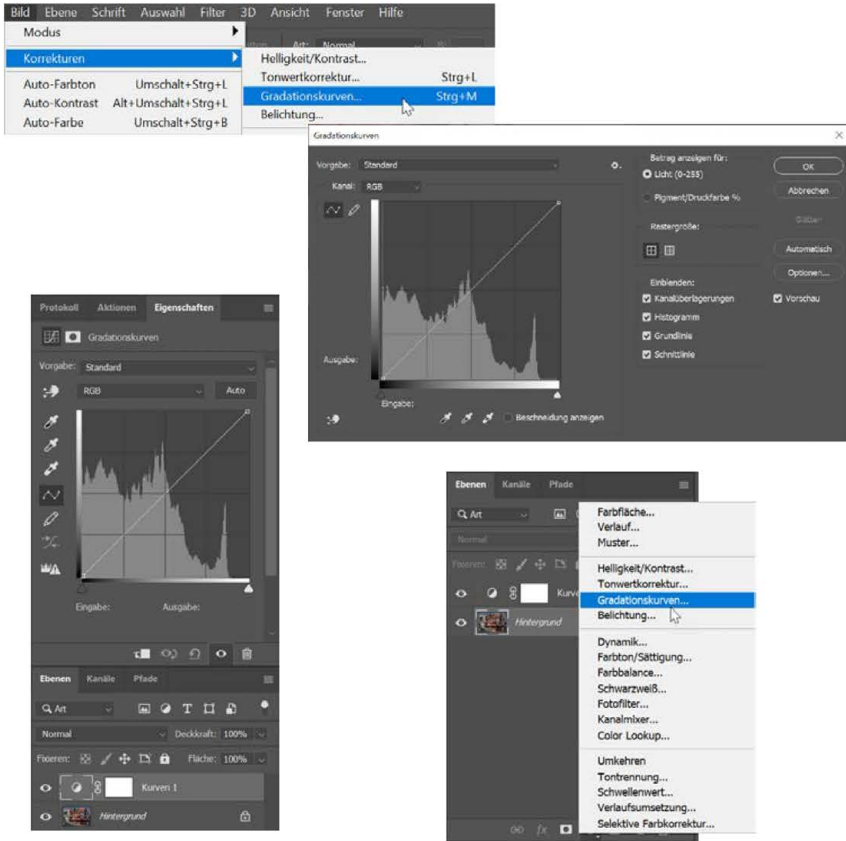 Bild Ebene Schrift Auswahl Filter 3D Ansicht Fenster Hilfe
Modus
Art: Normal
Korrekturen
Helligkeit/Kontrast...
Auto-Farbton Umschalt+Strg+L
Tonwertkorrektur... Strg+L
Auto-Kontrast Alt+Umschalt+Strg+L
Gradationskurven... Strg+M
Auto-Farbe Umschalt+Strg+B
Belichtung...
Gradationskurven
Vorgabe: Standard
Kanal: RGB
Ausgabe:
Eingabe:
Beschneidung anzeigen
Betrag anzeigen für:
Licht (0-255)
Pigment/Druckfarbe %
Rastergröße:
Einblenden:
Kanalüberlagerungen
Histogramm
Grundlinie
Schnittlinie
OK
Abbrechen
Glätten
Automatisch
Optionen...
Vorschau
Protokoll Aktionen Eigenschaften
Gradationskurven
Vorgabe: Standard
RGB Auto
Eingabe: Ausgabe:
Ebenen Kanäle Pfade
Art
Normal Deckkraft: 100%
Fixieren: Fläche: 100%
Kurven 1
Hintergrund
Ebenen Kanäle Pfade
Art
Normal
Fixieren:
Hintergrund
fx
Farbfläche...
Verlauf...
Muster...
Helligkeit/Kontrast...
Tonwertkorrektur...
Gradationskurven...
Belichtung...
Dynamik...
Farbton/Sättigung...
Farbbalance...
Schwarzweiß...
Fotofilter...
Kanalmixer...
Color Lookup...
Umkehren
Tontrennung...
Schwellenwert...
Verlaufsumsetzung...
Selektive Farbkorrektur...